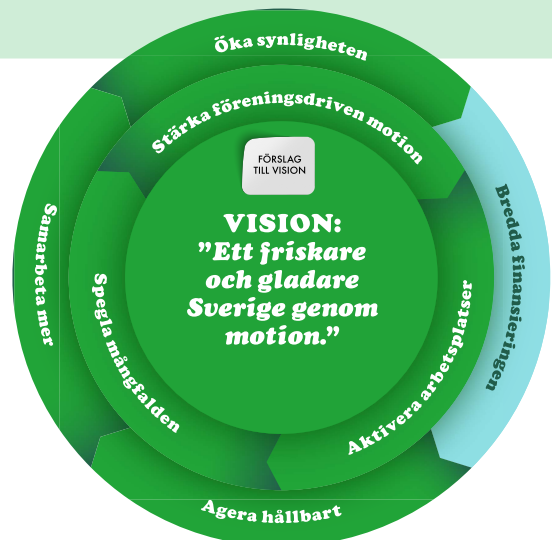 Öka synligheten
Stärka föreningsdriven motion
FÖRSLAG
TILL VISION
VISION:
”Ett friskare
och gladare
Sverige genom
motion.”
Bredda finansieringen
Aktivera arbetsplatser
Spegla mångfalden
Samarbeta mer
Agera hållbart